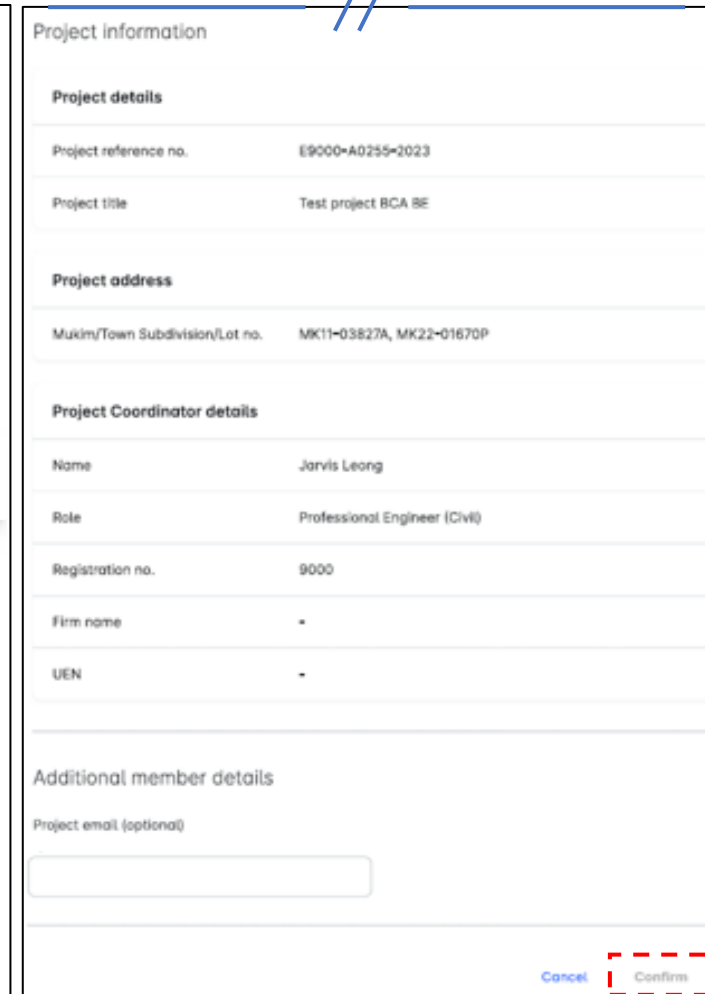 Project information
Project details
Project reference no. E9000-A0255-2023
Project title Test project BCA BE
Project address
Mukim/Town Subdivision/Lot no. MK11-03827A, MK22-01670P
Project Coordinator details
Name Jarvis Leong
Role Professional Engineer (Civil)
Registration no. 9000
Firm name -
UEN -
Additional member details
Project email (optional)
Cancel Confirm